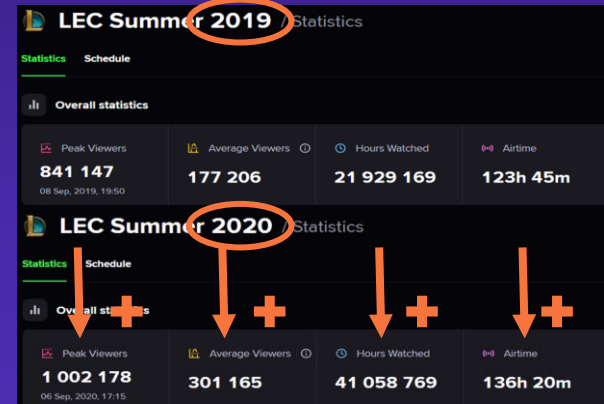 LEC Summer 2019 / Statistics
Statistics Schedule
Overall statistics
Peak Viewers Average Viewers Hours Watched Airtime
841 147 177 206 21 929 169 123h 45m
08 Sep, 2019, 19:50
LEC Summer 2020 / Statistics
Statistics Schedule
Overall statistics
Peak Viewers Average Viewers Hours Watched Airtime
1 002 178 301 165 41 058 769 136h 20m
06 Sep, 2020, 17:15